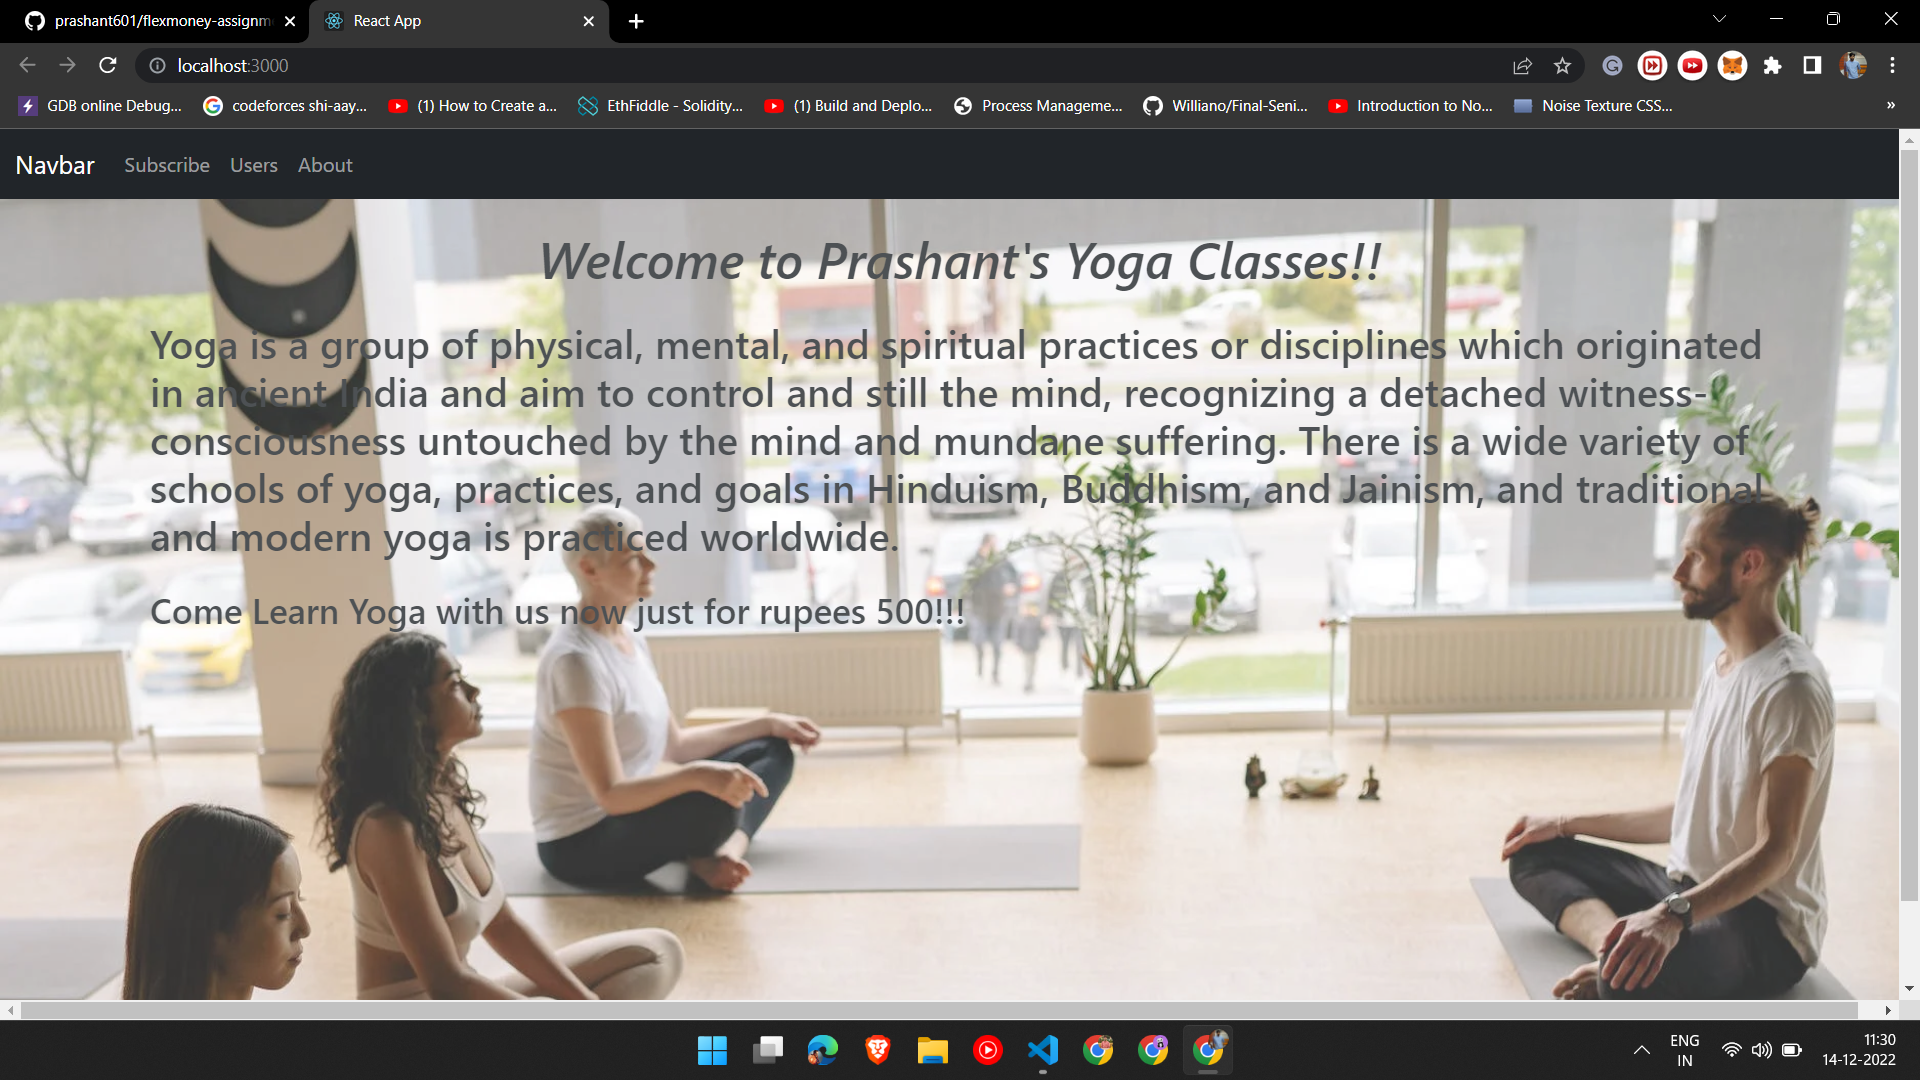 prashant601/flexmoney-assignm
React App
localhost:3000
GDB online Debug...
codeforces shi-aay...
(1) How to Create a...
EthFiddle - Solidity...
(1) Build and Deplo...
Process Manageme...
Williano/Final-Seni...
Introduction to No...
Noise Texture CSS...
»
Navbar
Subscribe
Users
About
Welcome to Prashant's Yoga Classes!!
Yoga is a group of physical, mental, and spiritual practices or disciplines which originated
in ancient India and aim to control and still the mind, recognizing a detached witness-
consciousness untouched by the mind and mundane suffering. There is a wide variety of
schools of yoga, practices, and goals in Hinduism, Buddhism, and Jainism, and traditional
and modern yoga is practiced worldwide.
Come Learn Yoga with us now just for rupees 500!!!
ENG
IN
11:30
14-12-2022